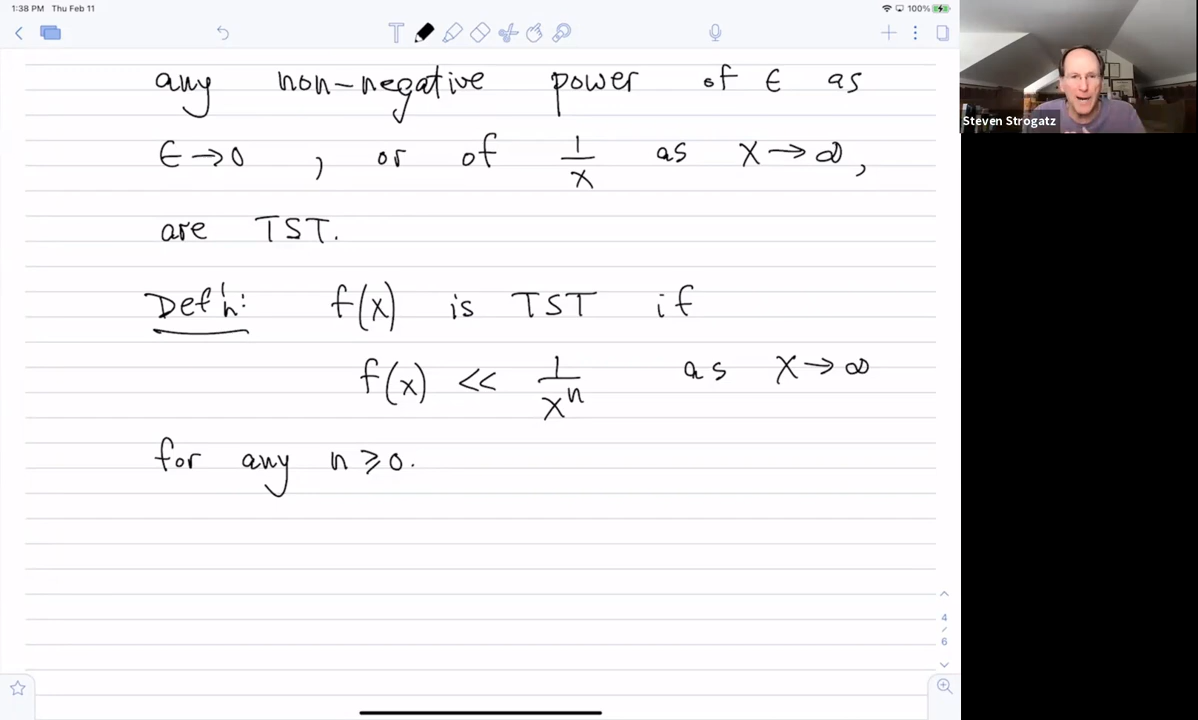 1:38 PM Thu Feb 11
100%
any non-negative power of ϵ as
ϵ → 0 , or of 1/x as x → ∞,
are TST.
Def'n: f(x) is TST if
f(x) << 1/x^n as x → ∞
for any n ⩾ 0.
4
6
Steven Strogatz